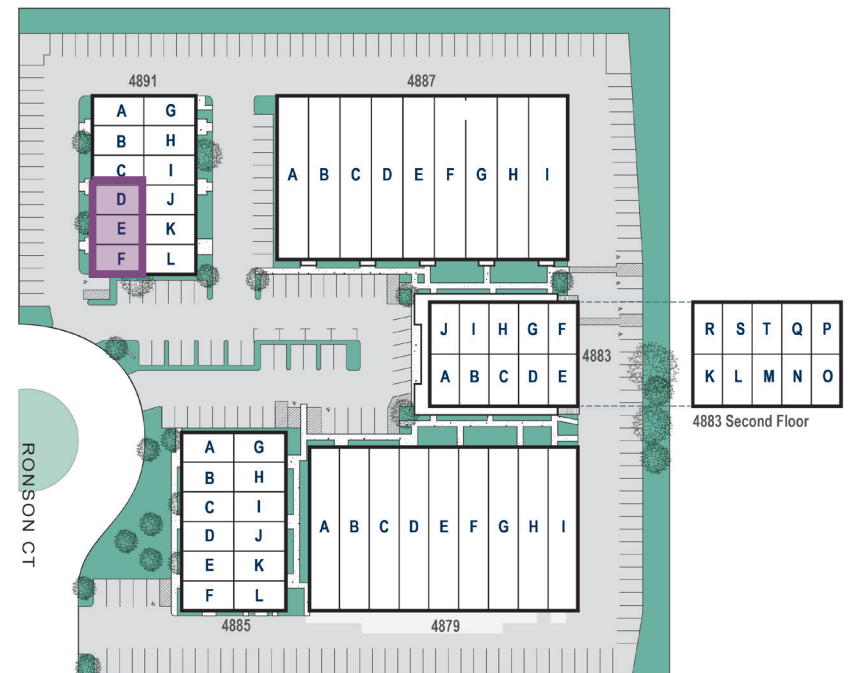 4891
4887
A G
B H
C I
D J
E K
F L
A B C D E F G H I
J I H G F
A B C D E
4883
R S T Q P
K L M N O
4883 Second Floor
RONSON CT
A G
B H
C I
D J
E K
F L
A B C D E F G H I
4885
4879